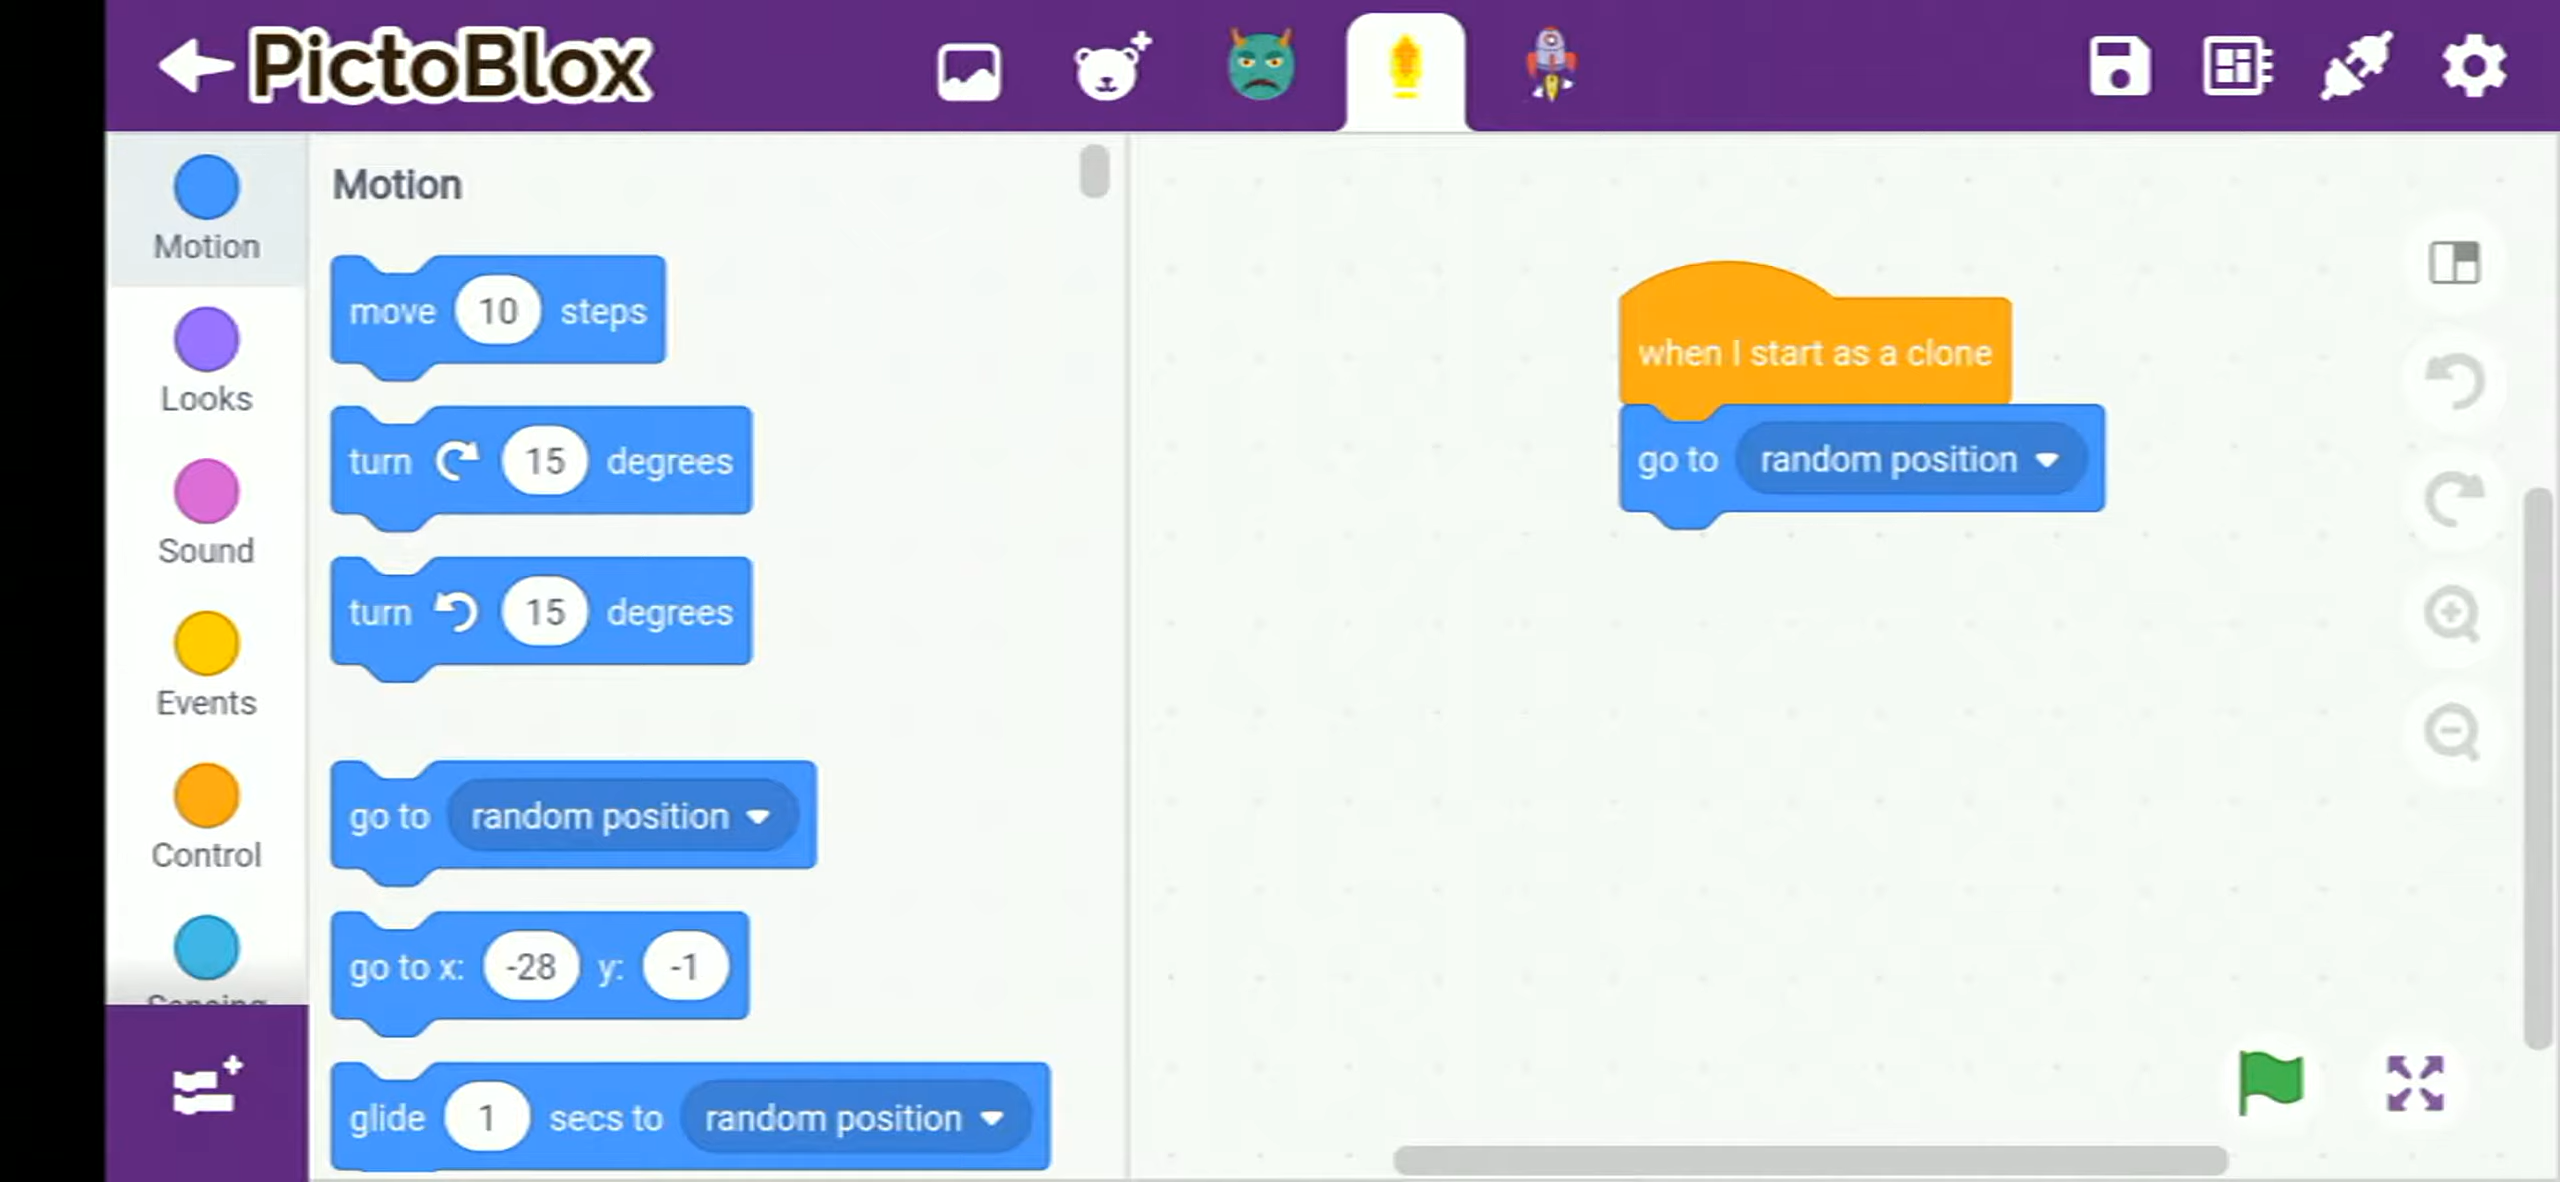 PictoBlox
Motion
Looks
Sound
Events
Control
Sensing
Motion
move 10 steps
turn 15 degrees
turn 15 degrees
go to random position
go to x: -28 y: -1
glide 1 secs to random position
when I start as a clone
go to random position